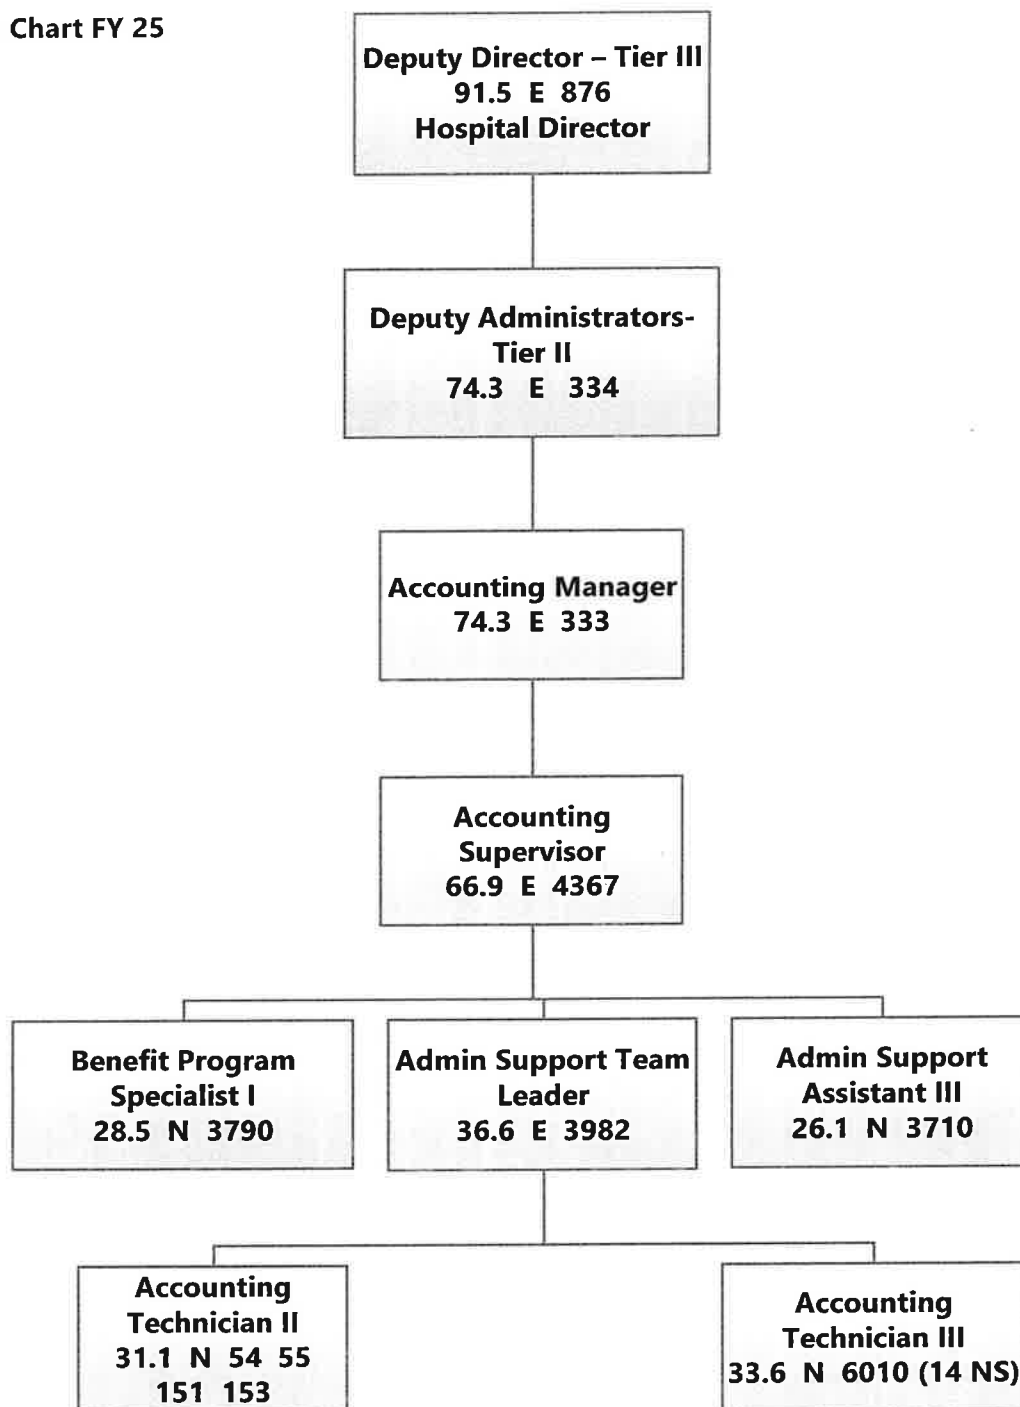 Chart FY 25
Deputy Director – Tier III
91.5 E 876
Hospital Director
Deputy Administrators-
Tier II
74.3 E 334
Accounting Manager
74.3 E 333
Accounting
Supervisor
66.9 E 4367
Benefit Program
Specialist I
28.5 N 3790
Admin Support Team
Leader
36.6 E 3982
Admin Support
Assistant III
26.1 N 3710
Accounting
Technician II
31.1 N 54 55
151 153
Accounting
Technician III
33.6 N 6010 (14 NS)